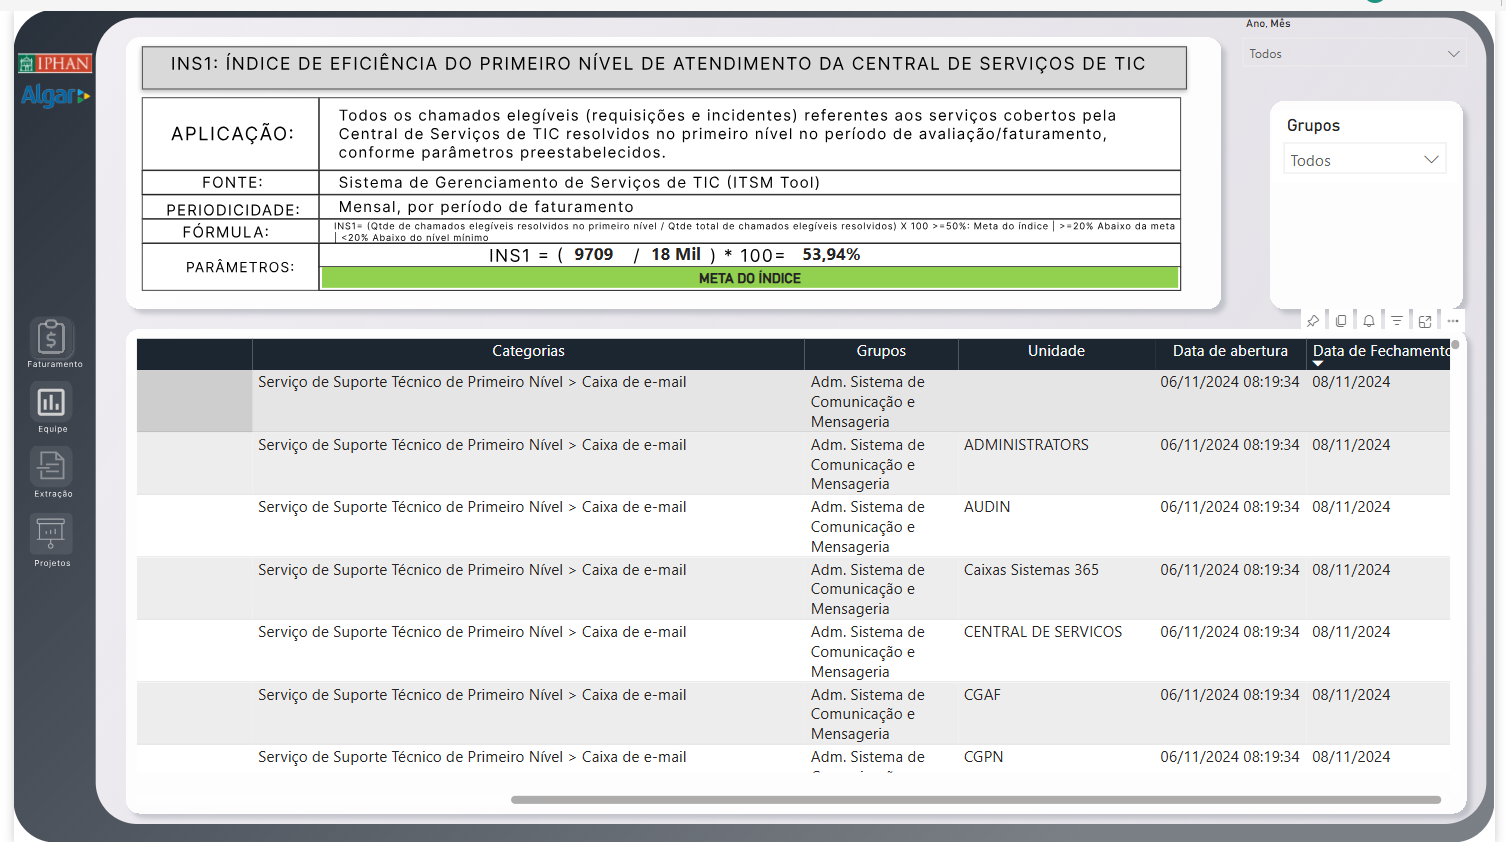 Ano, Mês
Todos
IPHAN
Algar
INS1: ÍNDICE DE EFICIÊNCIA DO PRIMEIRO NÍVEL DE ATENDIMENTO DA CENTRAL DE SERVIÇOS DE TIC
APLICAÇÃO:
Todos os chamados elegíveis (requisições e incidentes) referentes aos serviços cobertos pela
Central de Serviços de TIC resolvidos no primeiro nível no período de avaliação/faturamento,
conforme parâmetros preestabelecidos.
FONTE:
Sistema de Gerenciamento de Serviços de TIC (ITSM Tool)
PERIODICIDADE:
Mensal, por período de faturamento
FÓRMULA:
INS1= (Qtde de chamados elegíveis resolvidos no primeiro nível / Qtde total de chamados elegíveis resolvidos) X 100 >=50%: Meta do índice | >=20% Abaixo da meta
| <20% Abaixo do nível mínimo
PARÂMETROS:
INS1 = ( 9709 / 18 Mil ) * 100= 53,94%
META DO ÍNDICE
Grupos
Todos
Faturamento
Equipe
Extração
Projetos
Categorias Grupos Unidade Data de abertura Data de Fechamento
Serviço de Suporte Técnico de Primeiro Nível > Caixa de e-mail Adm. Sistema de 06/11/2024 08:19:34 08/11/2024
Comunicação e
Mensageria
Serviço de Suporte Técnico de Primeiro Nível > Caixa de e-mail Adm. Sistema de ADMINISTRATORS 06/11/2024 08:19:34 08/11/2024
Comunicação e
Mensageria
Serviço de Suporte Técnico de Primeiro Nível > Caixa de e-mail Adm. Sistema de AUDIN 06/11/2024 08:19:34 08/11/2024
Comunicação e
Mensageria
Serviço de Suporte Técnico de Primeiro Nível > Caixa de e-mail Adm. Sistema de Caixas Sistemas 365 06/11/2024 08:19:34 08/11/2024
Comunicação e
Mensageria
Serviço de Suporte Técnico de Primeiro Nível > Caixa de e-mail Adm. Sistema de CENTRAL DE SERVICOS 06/11/2024 08:19:34 08/11/2024
Comunicação e
Mensageria
Serviço de Suporte Técnico de Primeiro Nível > Caixa de e-mail Adm. Sistema de CGAF 06/11/2024 08:19:34 08/11/2024
Comunicação e
Mensageria
Serviço de Suporte Técnico de Primeiro Nível > Caixa de e-mail Adm. Sistema de CGPN 06/11/2024 08:19:34 08/11/2024